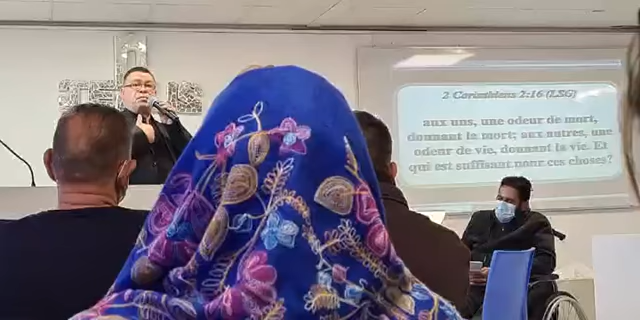 2 Corinthiens 2:16 (LSG)
aux uns, une odeur de mort,
donnant la mort; aux autres, une
odeur de vie, donnant la vie. Et
qui est suffisant pour ces choses?